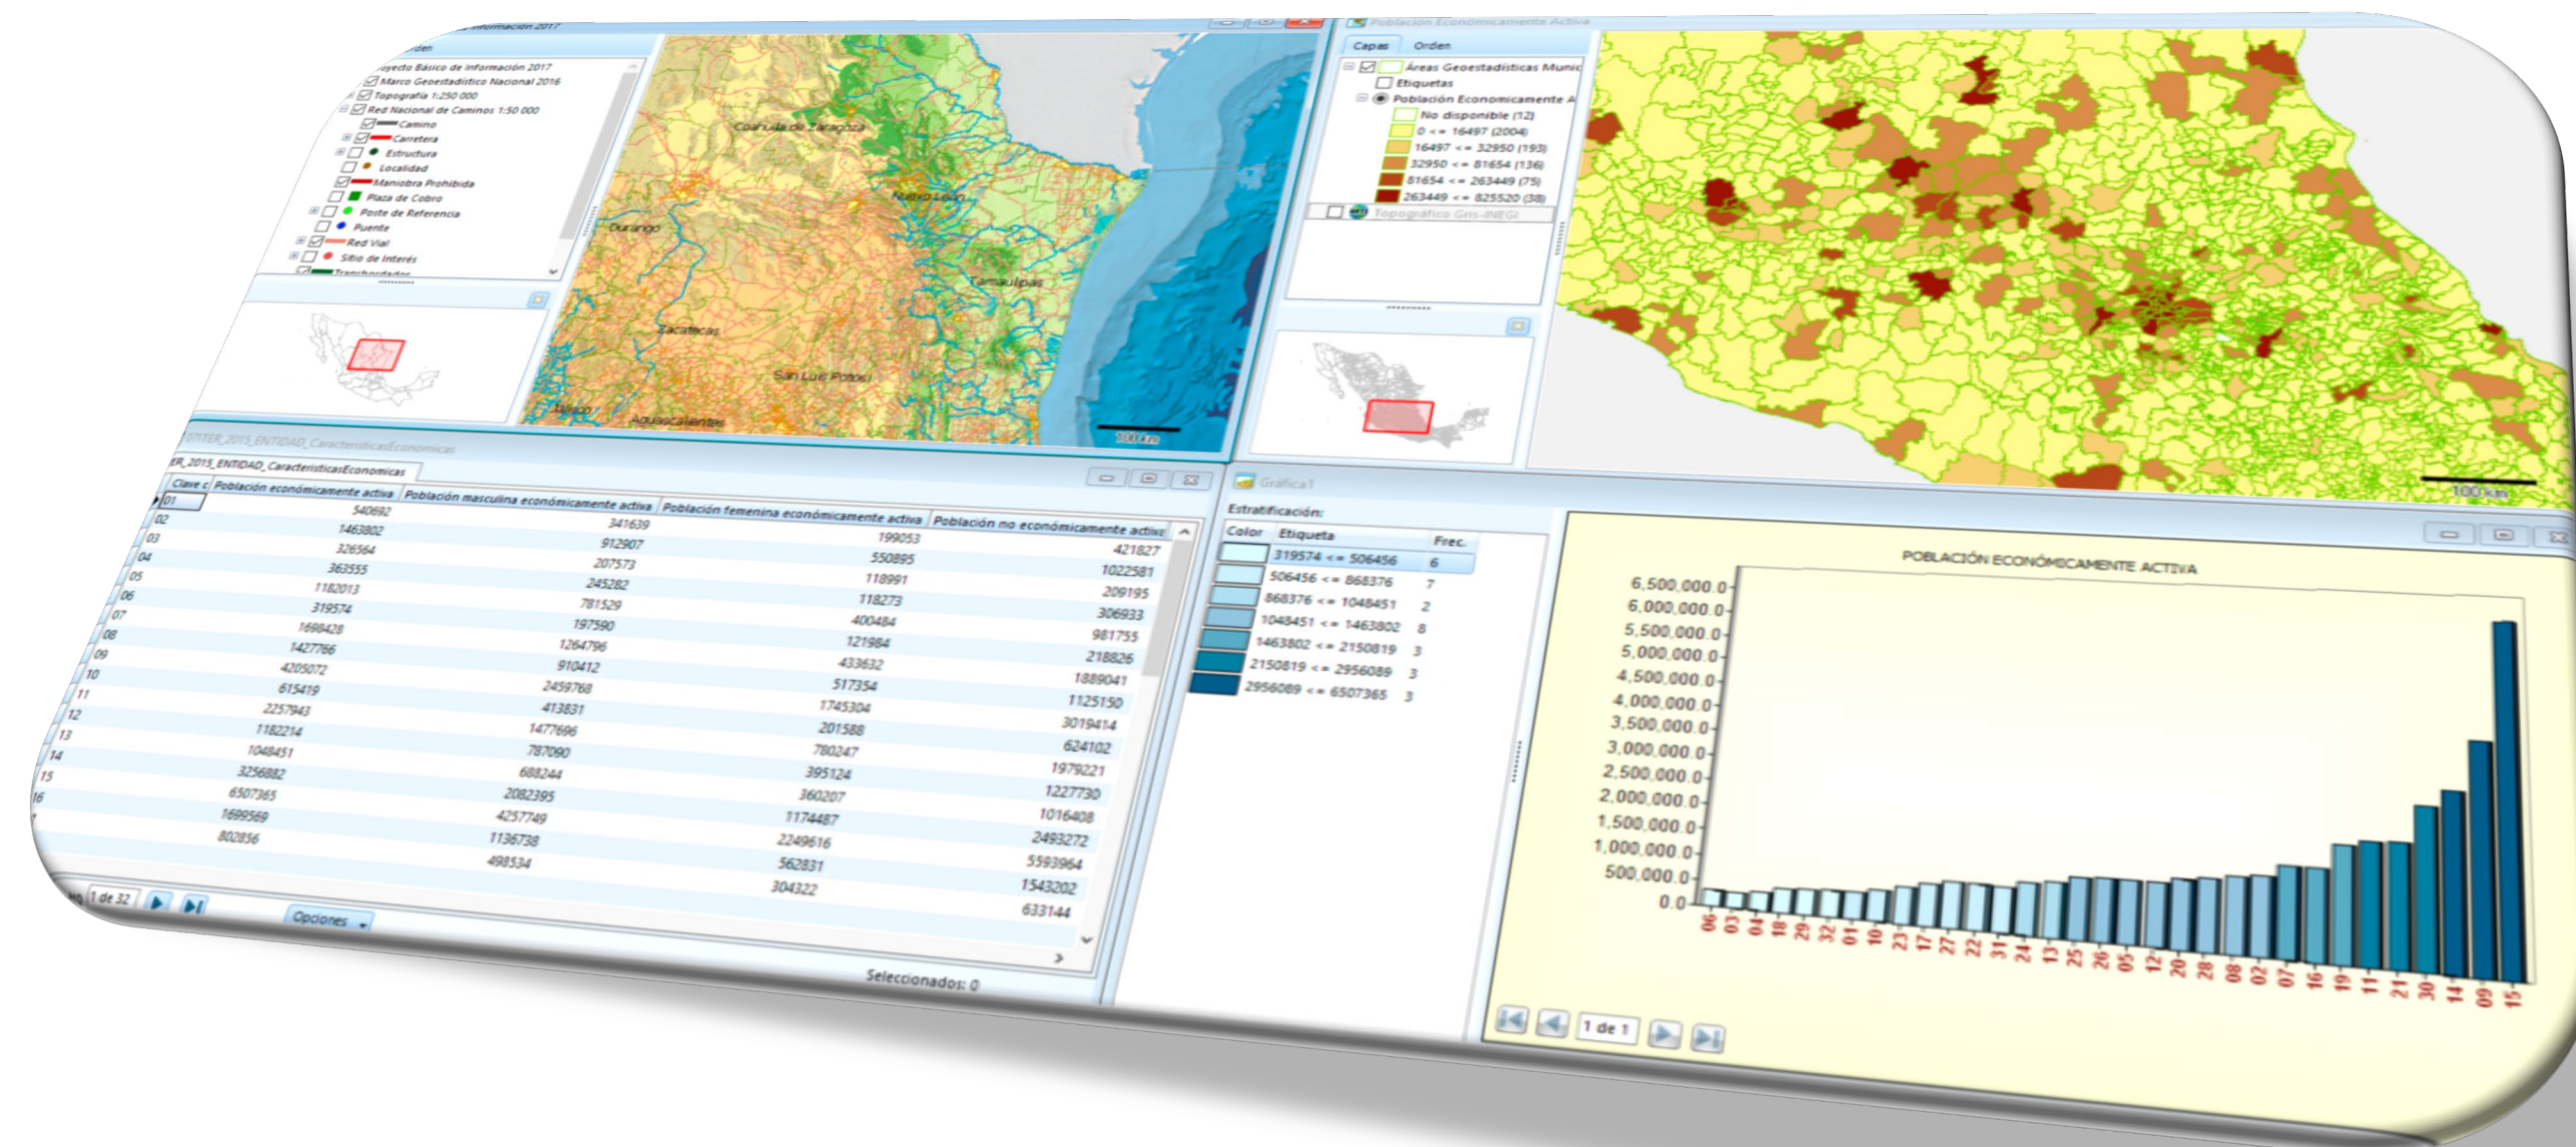 Información 2017
Proyecto Básico de Información 2017
Marco Geoestadístico Nacional 2016
Topografía 1:250 000
Red Nacional de Caminos 1:50 000
Camino
Carretera
Estructura
Localidad
Maniobra Prohibida
Plaza de Cobro
Poste de Referencia
Puente
Red Vial
Sitio de Interés
Transbordador
Coahuila de Zaragoza
Nuevo León
Durango
Tamaulipas
Zacatecas
San Luis Potosí
Jalisco
Aguascalientes
100 km
Población Económicamente Activa
Capas Orden
Áreas Geoestadísticas Munic
Etiquetas
Población Economicamente A
No disponible (12)
0 <= 16497 (2004)
16497 <= 32950 (193)
32950 <= 81654 (136)
81654 <= 263449 (75)
263449 <= 825520 (38)
Topográfico Gris-INEGI
100 km
ITER_2015_ENTIDAD_CaracteristicasEconomicas
ER_2015_ENTIDAD_CaracteristicasEconomicas
Clave c Población económicamente activa Población masculina económicamente activa Población femenina económicamente activa Población no económicamente activa
01 540692 341639 199053 421827
02 1463802 912907 550895 1022581
03 326564 207573 118991 209195
04 363555 245282 118273 306933
05 1182013 781529 400484 981755
06 319574 197590 121984 218826
07 1698428 1264796 433632 1889041
08 1427766 910412 517354 1125150
09 4205072 2459768 1745304 3019414
10 615419 413831 201588 624102
11 2257943 1477696 780247 1979221
12 1182214 787090 395124 1227730
13 1048451 688244 360207 1016408
14 3256882 2082395 1174487 2493272
15 6507365 4257749 2249616 5593964
16 1699569 1136738 562831 1543202
802856 498534 304322 633144
1 de 32
Opciones
Seleccionados: 0
Gráfica1
Estratificación:
Color Etiqueta Frec.
319574 <= 506456 6
506456 <= 868376 7
868376 <= 1048451 2
1048451 <= 1463802 8
1463802 <= 2150819 3
2150819 <= 2956089 3
2956089 <= 6507365 3
POBLACIÓN ECONÓMICAMENTE ACTIVA
6,500,000.0
6,000,000.0
5,500,000.0
5,000,000.0
4,500,000.0
4,000,000.0
3,500,000.0
3,000,000.0
2,500,000.0
2,000,000.0
1,500,000.0
1,000,000.0
500,000.0
0.0
06 03 04 18 29 32 01 10 23 17 27 22 31 24 13 25 26 05 12 20 28 08 02 07 16 19 11 21 30 14 09 15
1 de 1